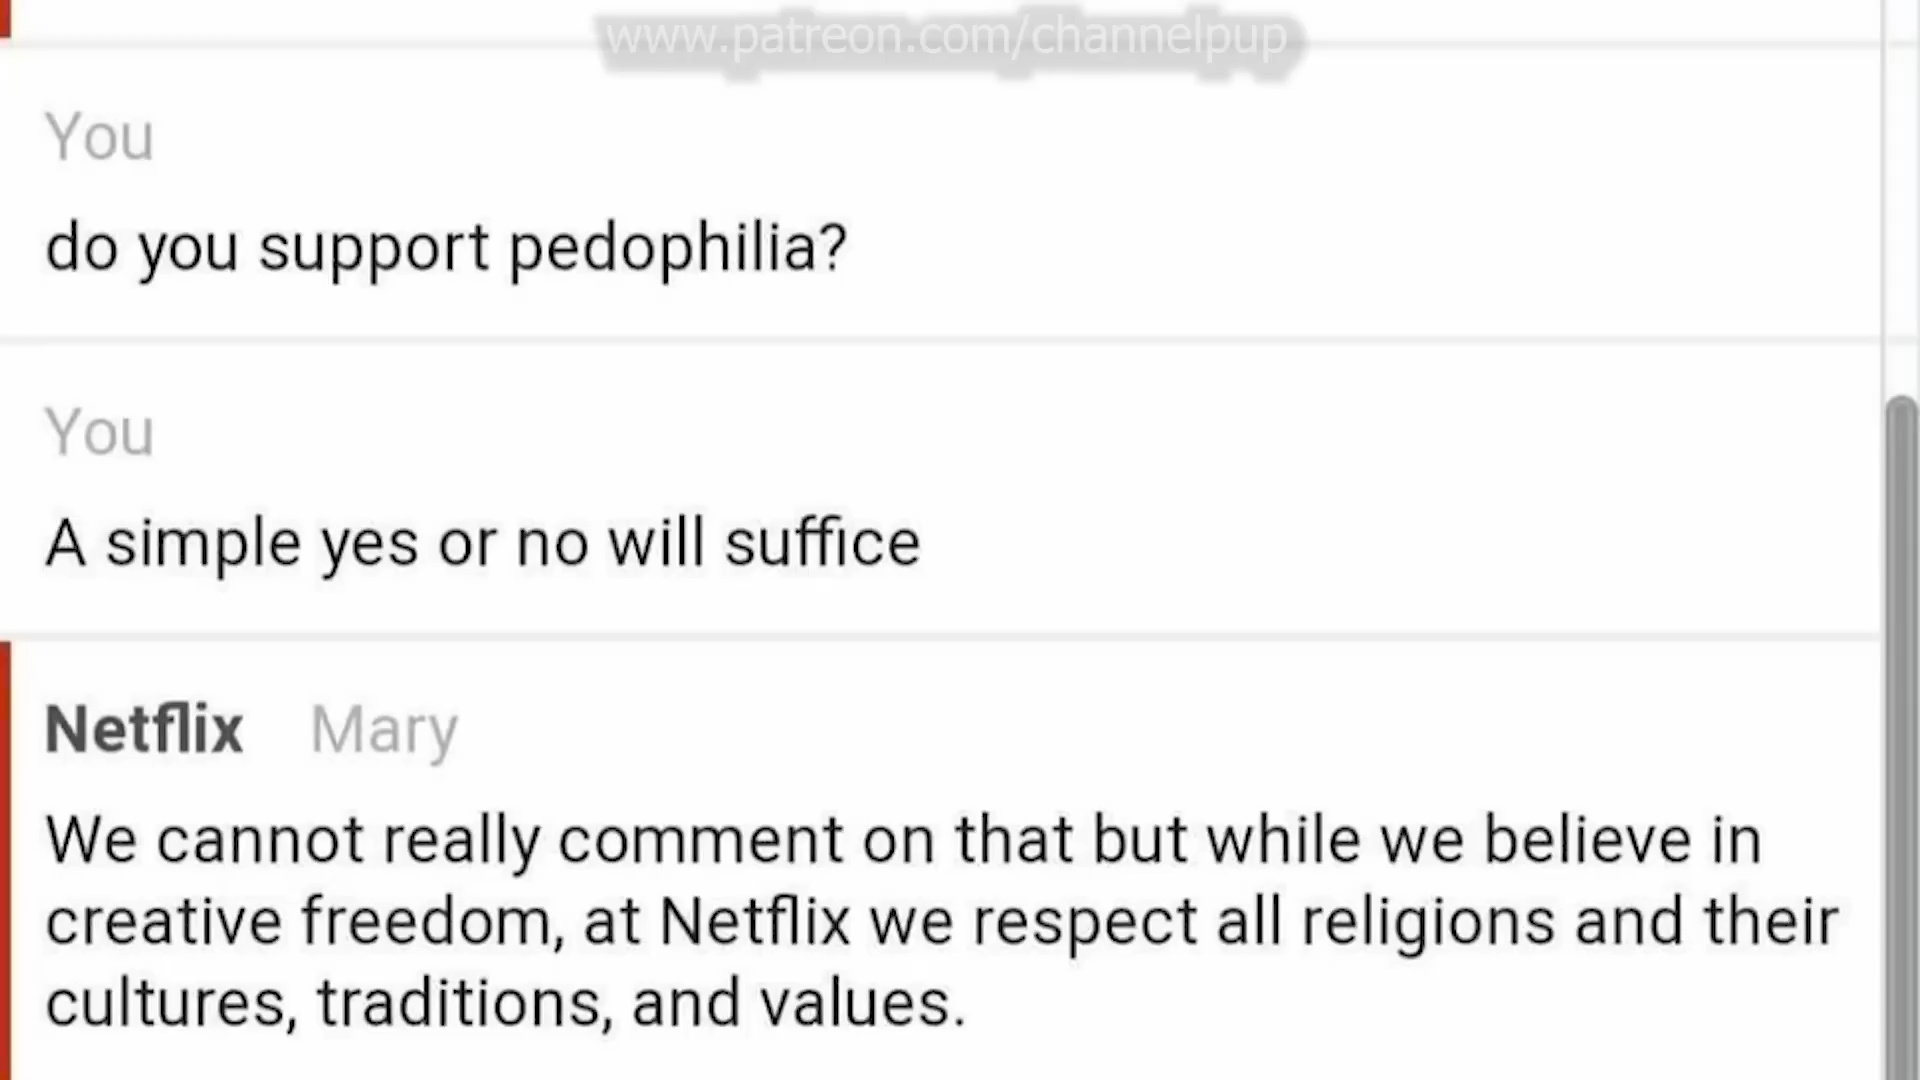 www.patreon.com/channelpup
You
do you support pedophilia?
You
A simple yes or no will suffice
Netflix Mary
We cannot really comment on that but while we believe in
creative freedom, at Netflix we respect all religions and their
cultures, traditions, and values.